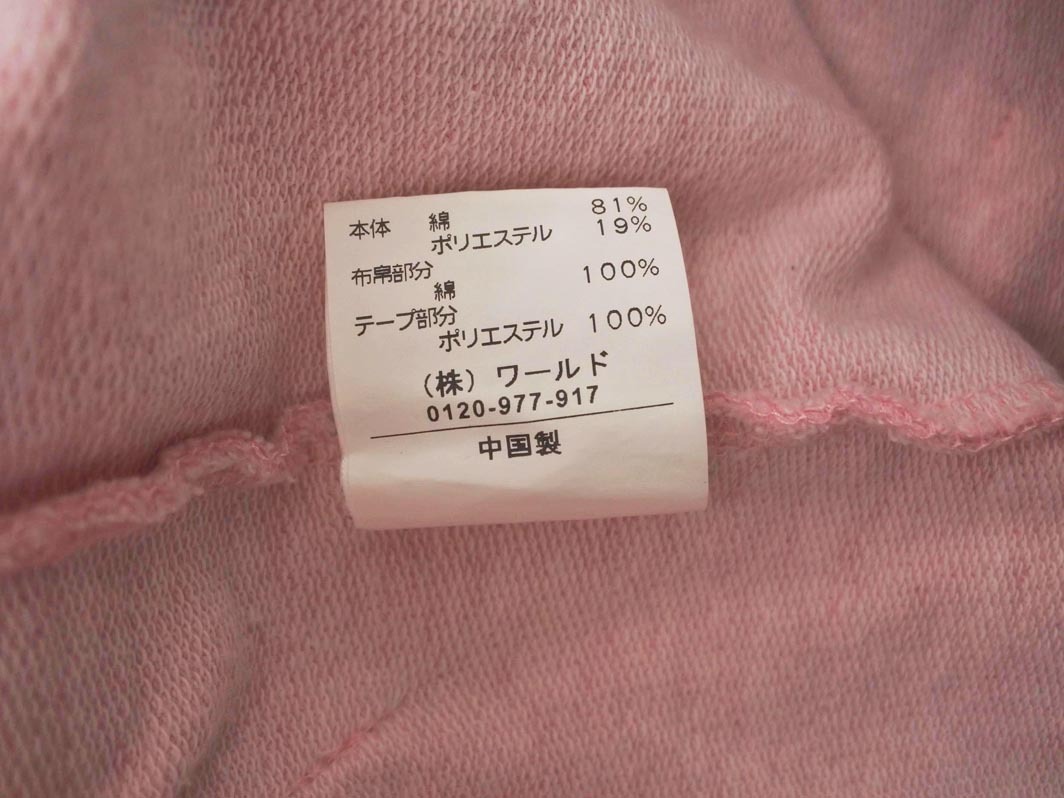 本体 綿 81%
ポリエステル 19%
布帛部分
綿 100%
テープ部分
ポリエステル 100%
（株）ワールド
0120-977-917
中国製